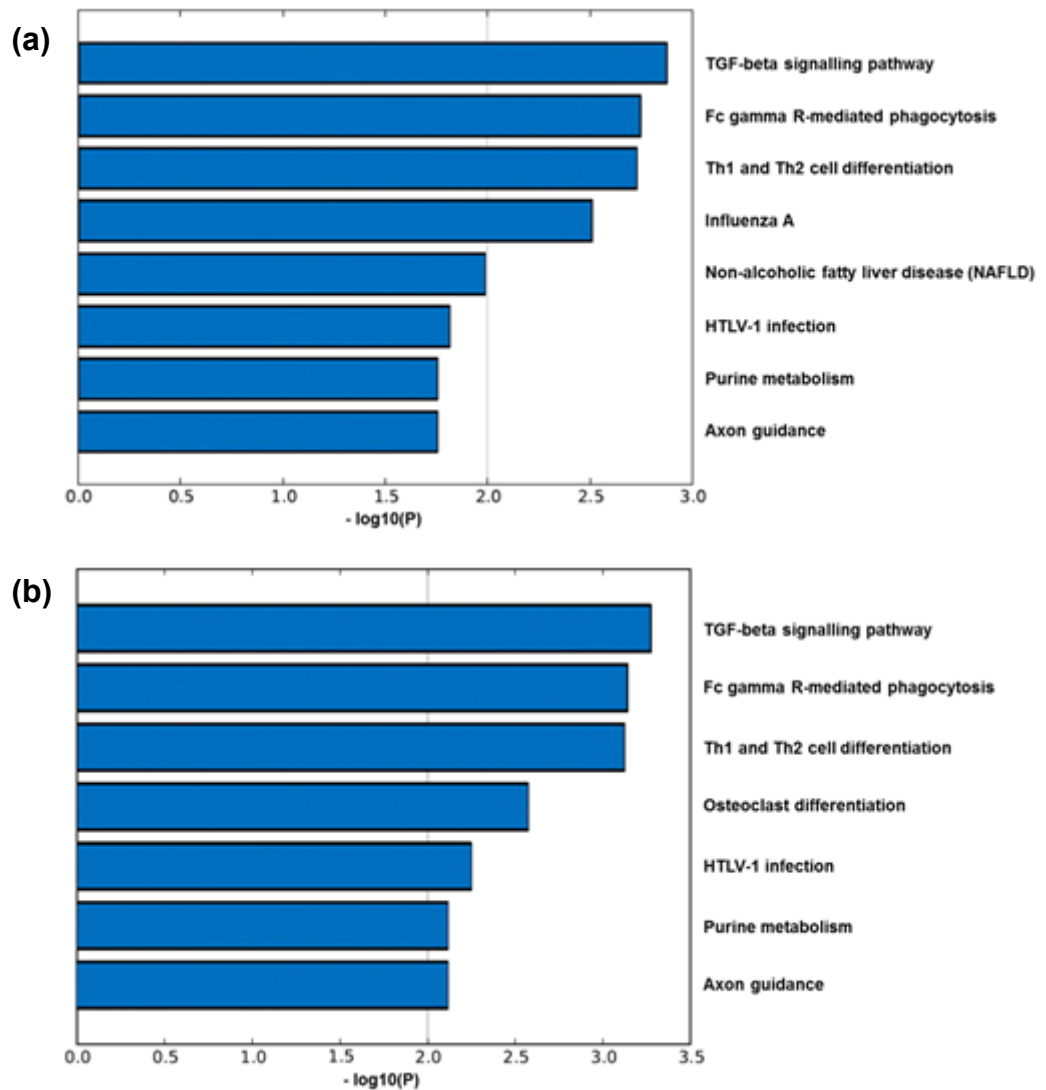 (a)
TGF-beta signalling pathway
Fc gamma R-mediated phagocytosis
Th1 and Th2 cell differentiation
Influenza A
Non-alcoholic fatty liver disease (NAFLD)
HTLV-1 infection
Purine metabolism
Axon guidance
0.0 0.5 1.0 1.5 2.0 2.5 3.0
- log10(P)
(b)
TGF-beta signalling pathway
Fc gamma R-mediated phagocytosis
Th1 and Th2 cell differentiation
Osteoclast differentiation
HTLV-1 infection
Purine metabolism
Axon guidance
0.0 0.5 1.0 1.5 2.0 2.5 3.0 3.5
- log10(P)